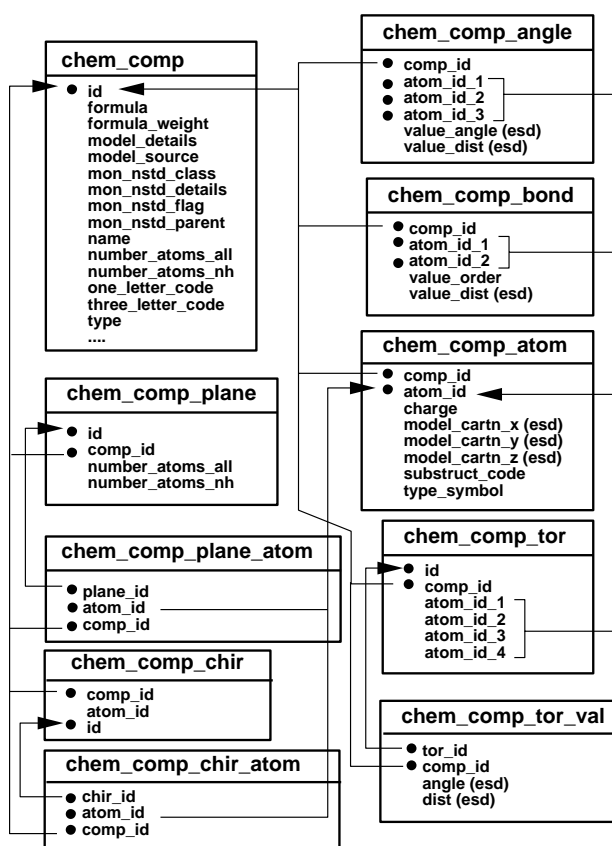 chem_comp
id
formula
formula_weight
model_details
model_source
mon_nstd_class
mon_nstd_details
mon_nstd_flag
mon_nstd_parent
name
number_atoms_all
number_atoms_nh
one_letter_code
three_letter_code
type
....
chem_comp_plane
id
comp_id
number_atoms_all
number_atoms_nh
chem_comp_plane_atom
plane_id
atom_id
comp_id
chem_comp_chir
comp_id
atom_id
id
chem_comp_chir_atom
chir_id
atom_id
comp_id
chem_comp_angle
comp_id
atom_id_1
atom_id_2
atom_id_3
value_angle (esd)
value_dist (esd)
chem_comp_bond
comp_id
atom_id_1
atom_id_2
value_order
value_dist (esd)
chem_comp_atom
comp_id
atom_id
charge
model_cartn_x (esd)
model_cartn_y (esd)
model_cartn_z (esd)
substruct_code
type_symbol
chem_comp_tor
id
comp_id
atom_id_1
atom_id_2
atom_id_3
atom_id_4
chem_comp_tor_val
tor_id
comp_id
angle (esd)
dist (esd)